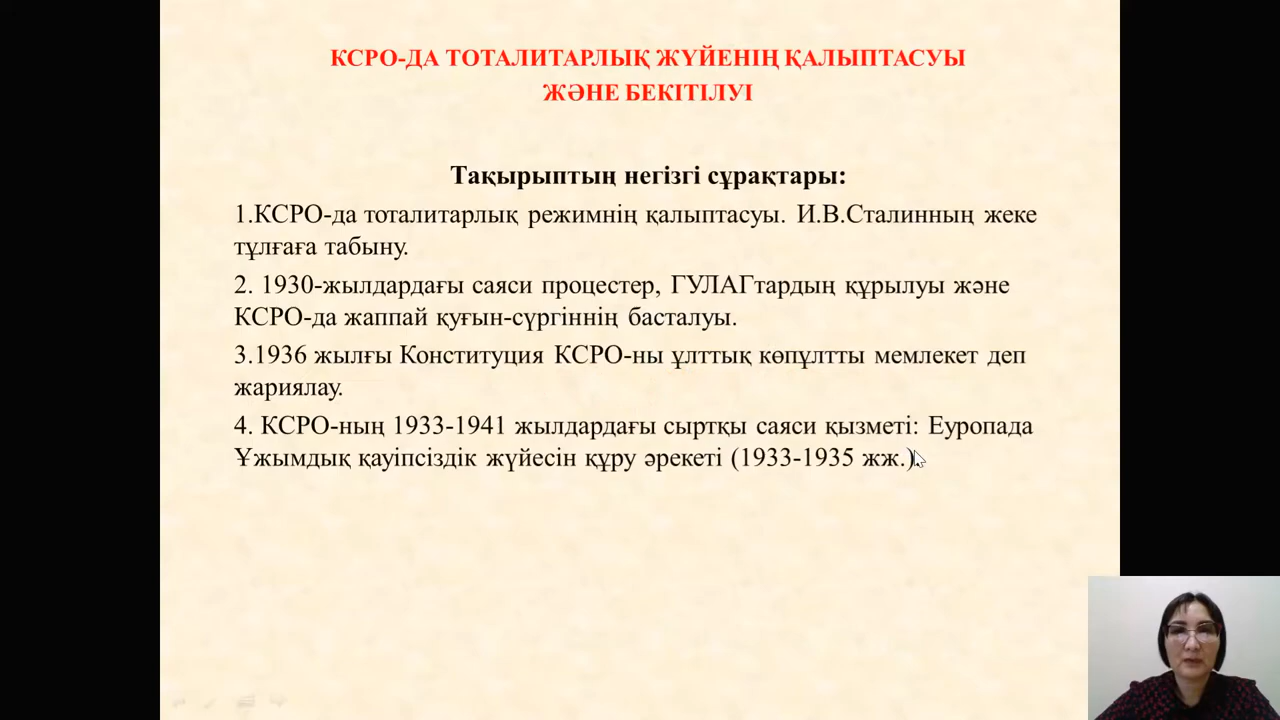 КСРО-ДА ТОТАЛИТАРЛЫҚ ЖҮЙЕНІҢ ҚАЛЫПТАСУЫ
ЖӘНЕ БЕКІТІЛУІ
Тақырыптың негізгі сұрақтары:
1.КСРО-да тоталитарлық режимнің қалыптасуы. И.В.Сталинның жеке
тұлғаға табыну.
2. 1930-жылдардағы саяси процестер, ГУЛАГтардың құрылуы және
КСРО-да жаппай қуғын-сүргіннің басталуы.
3.1936 жылғы Конституция КСРО-ны ұлттық көпұлтты мемлекет деп
жариялау.
4. КСРО-ның 1933-1941 жылдардағы сыртқы саяси қызметі: Еуропада
Ұжымдық қауіпсіздік жүйесін құру әрекеті (1933-1935 жж.).